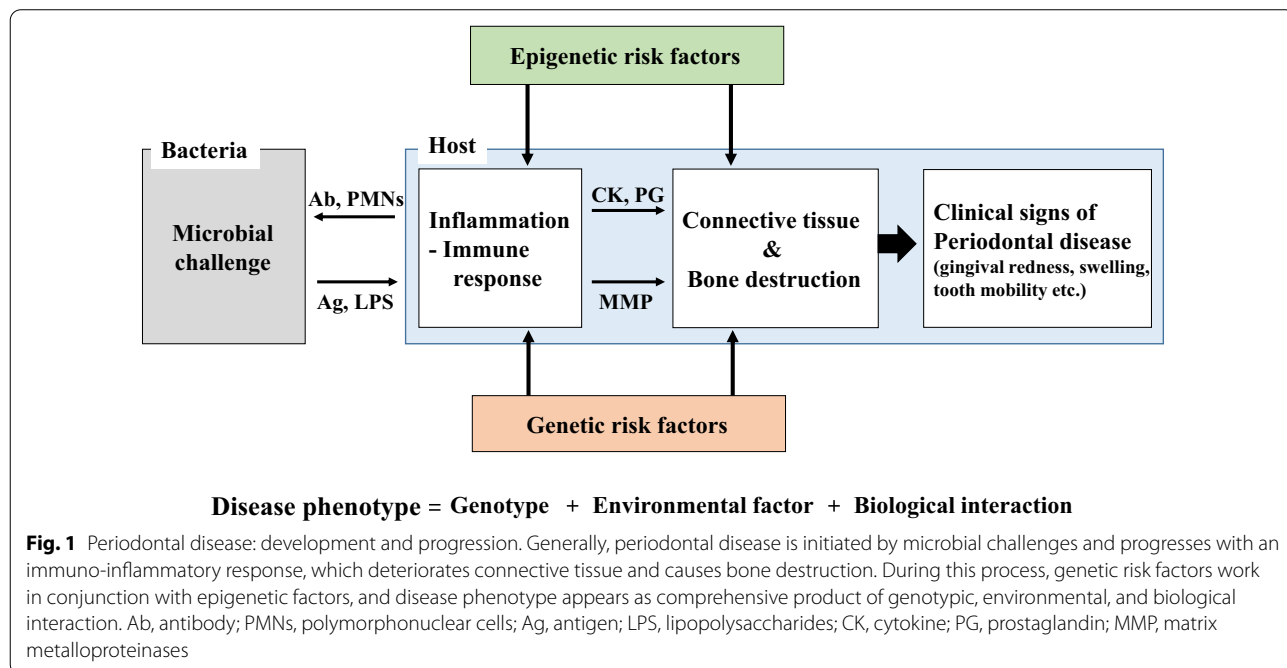 Epigenetic risk factors
Bacteria
Host
Microbial
challenge
Ab, PMNs
Ag, LPS
Inflammation
- Immune
response
CK, PG
MMP
Connective tissue
&
Bone destruction
Clinical signs of
Periodontal disease
(gingival redness, swelling,
tooth mobility etc.)
Genetic risk factors
Disease phenotype = Genotype + Environmental factor + Biological interaction
Fig. 1 Periodontal disease: development and progression. Generally, periodontal disease is initiated by microbial challenges and progresses with an
immuno-inflammatory response, which deteriorates connective tissue and causes bone destruction. During this process, genetic risk factors work
in conjunction with epigenetic factors, and disease phenotype appears as comprehensive product of genotypic, environmental, and biological
interaction. Ab, antibody; PMNs, polymorphonuclear cells; Ag, antigen; LPS, lipopolysaccharides; CK, cytokine; PG, prostaglandin; MMP, matrix
metalloproteinases